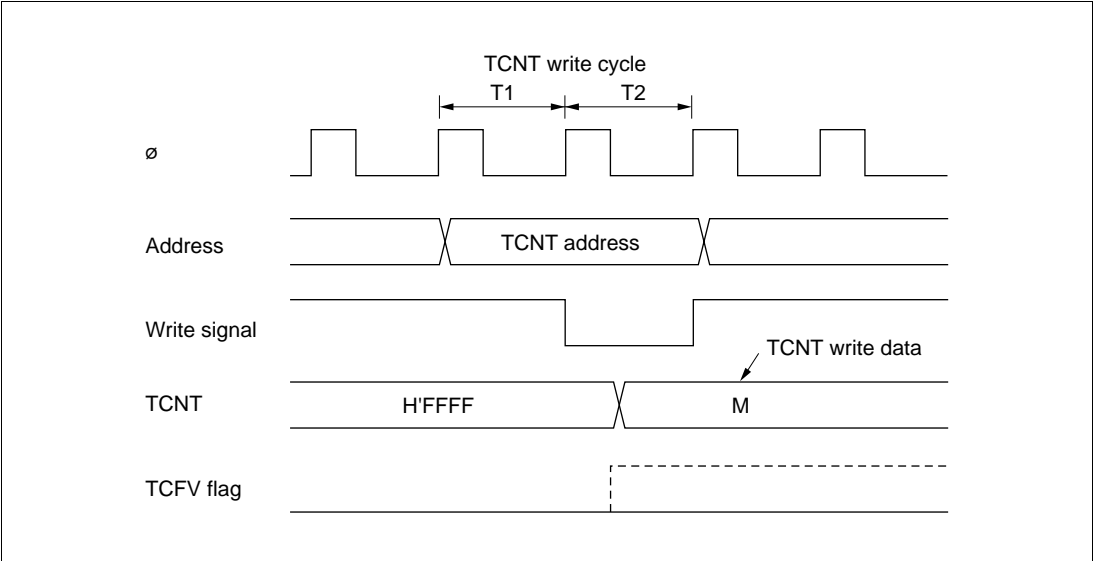 TCNT write cycle
T1 T2
ø
Address TCNT address
Write signal
TCNT write data
TCNT H'FFFF M
TCFV flag